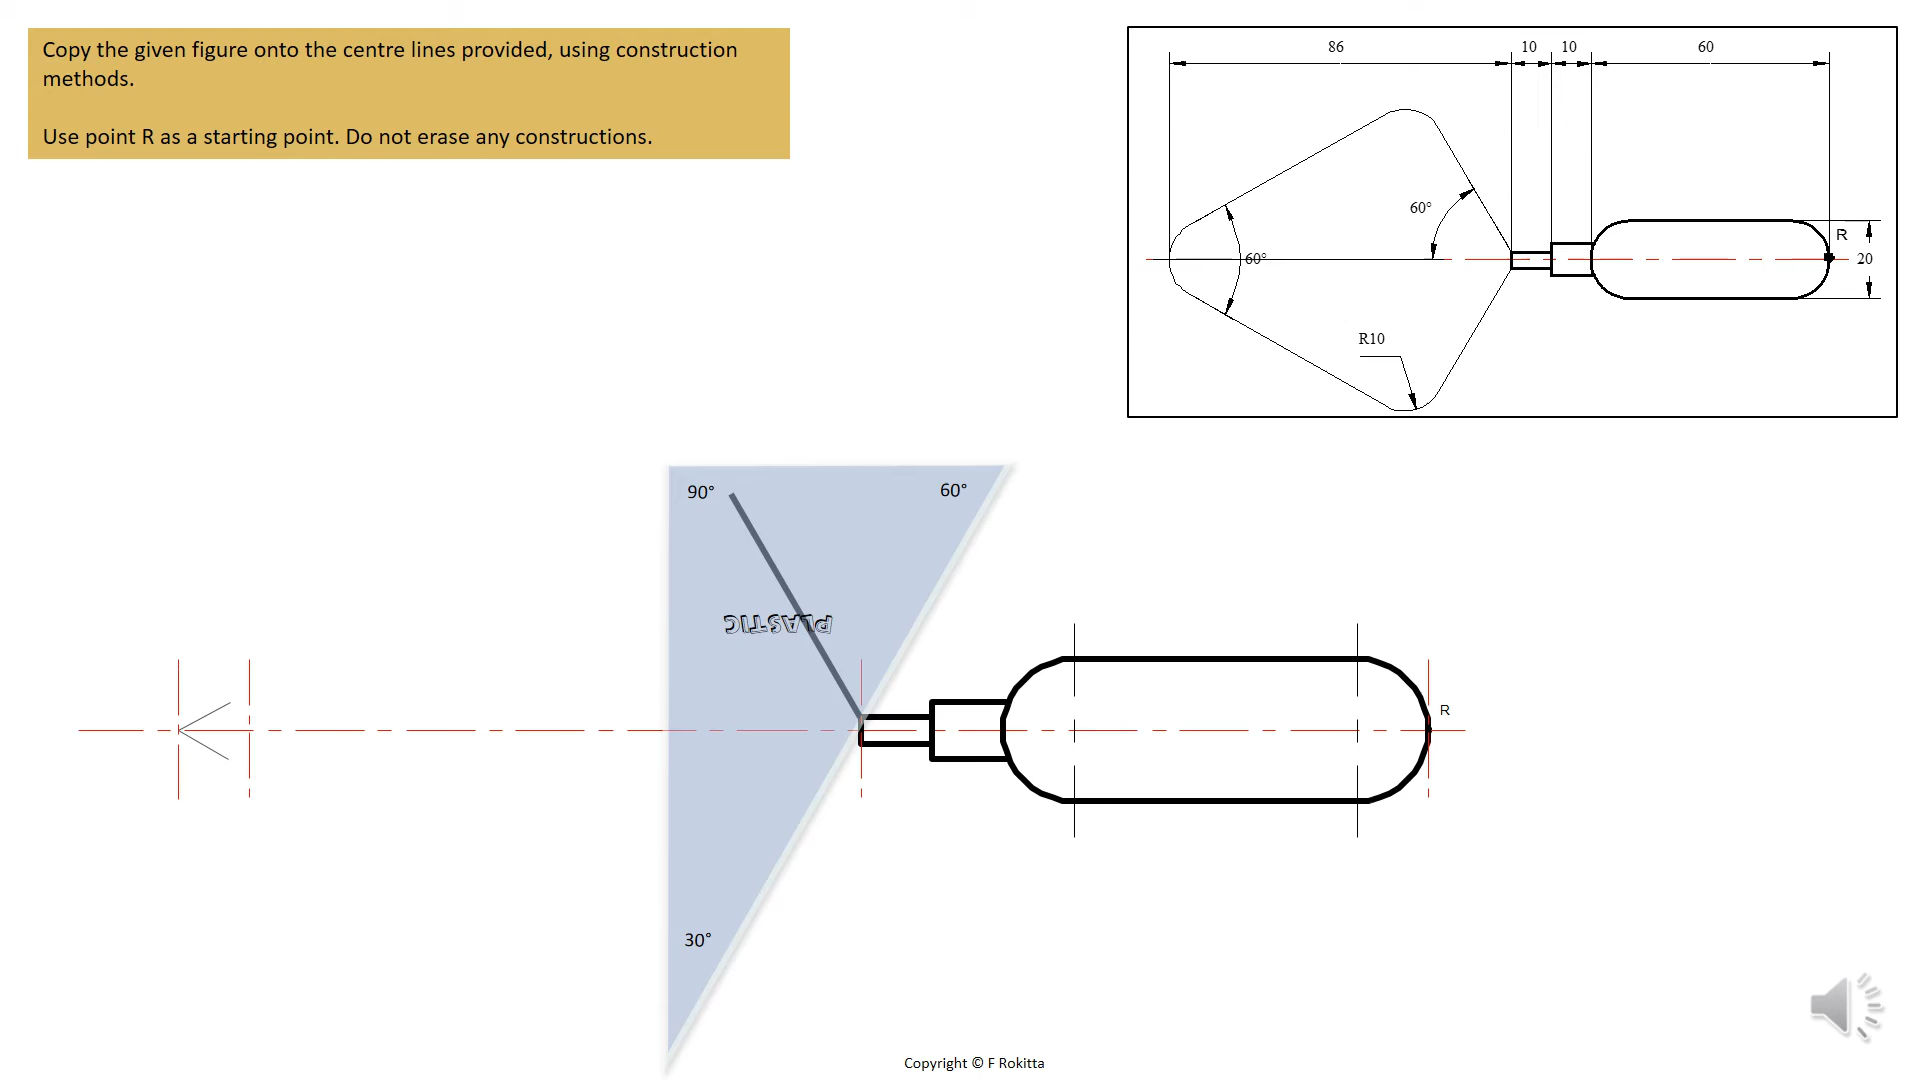 Copy the given figure onto the centre lines provided, using construction
methods.
Use point R as a starting point. Do not erase any constructions.
86
10
10
60
60°
R
60°
20
R10
90°
60°
PLASTIC
R
30°
Copyright © F Rokitta